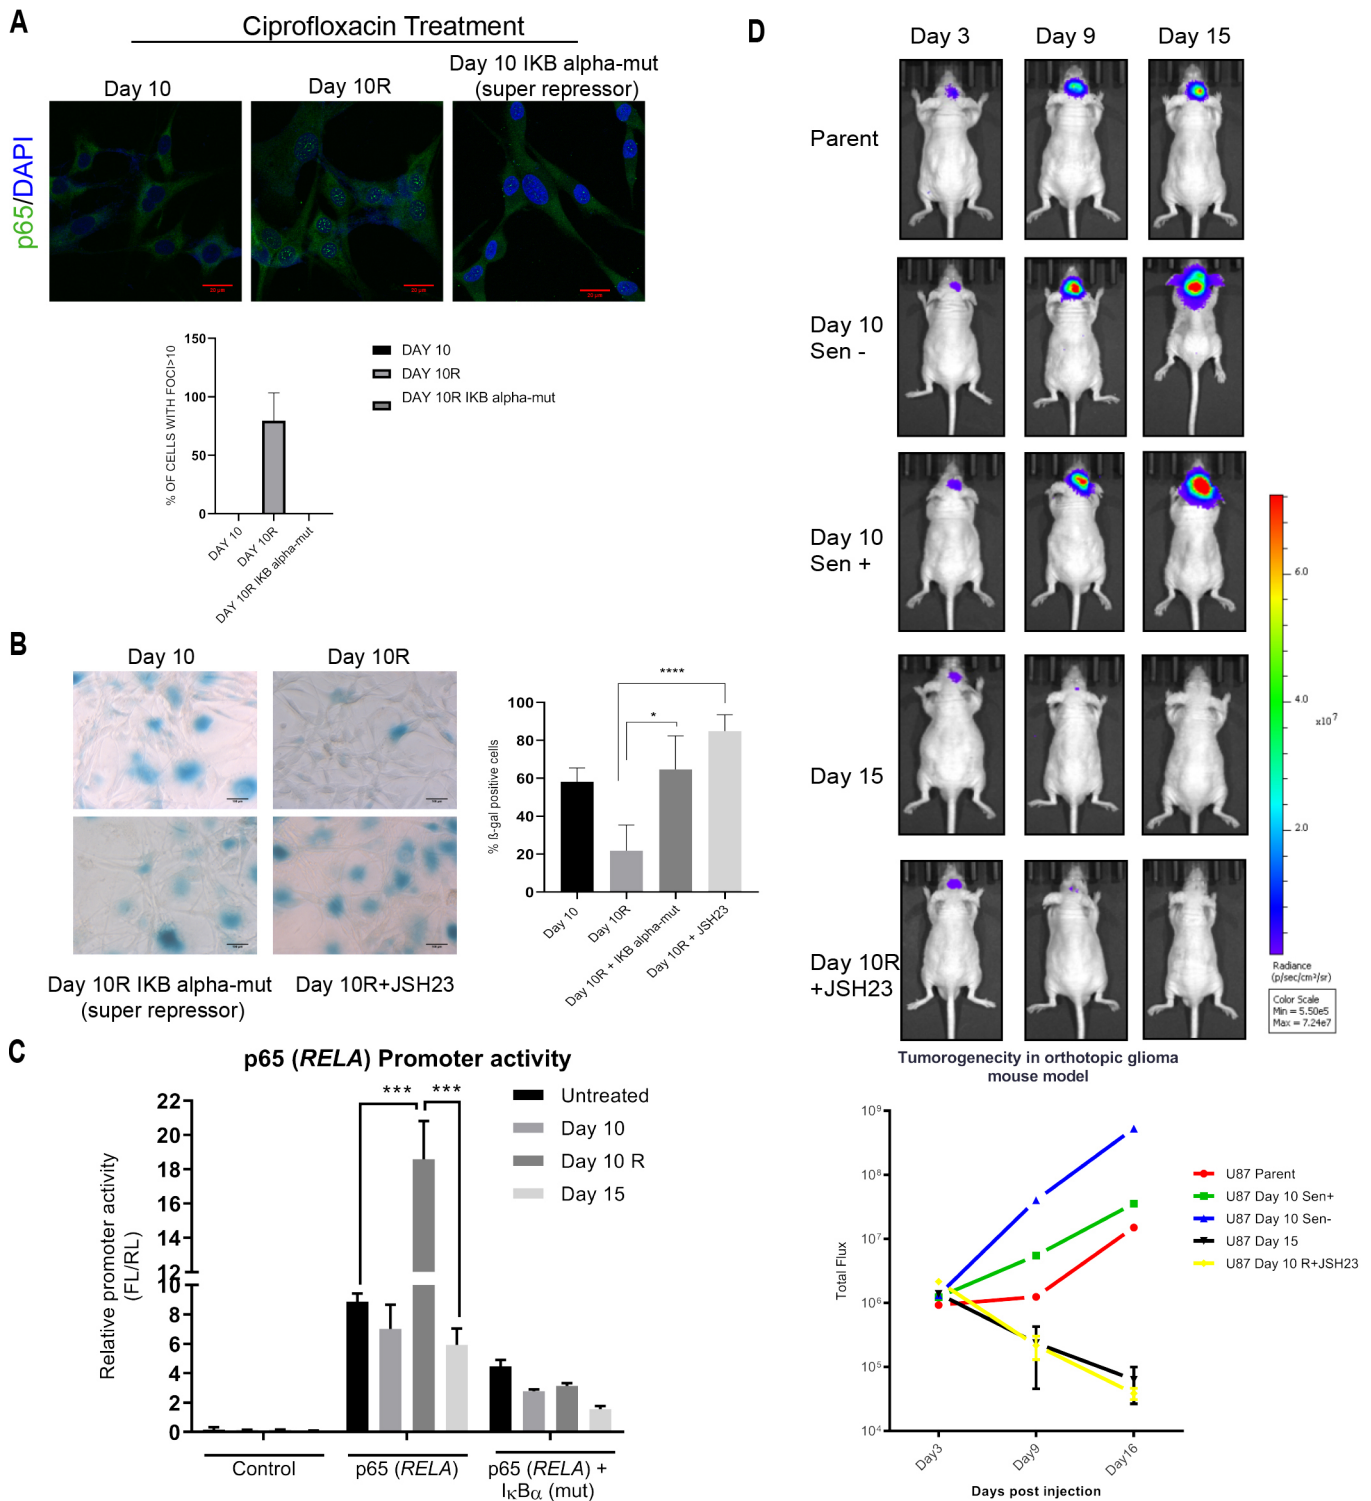 A
Ciprofloxacin Treatment
Day 10
Day 10R
Day 10 IKB alpha-mut
(super repressor)
p65/DAPI
20 µm
20 µm
20 µm
% OF CELLS WITH FOCI>10
150
100
50
0
DAY 10
DAY 10R
DAY 10R IKB alpha-mut
DAY 10
DAY 10R
DAY 10R IKB alpha-mut
B
Day 10
Day 10R
Day 10R IKB alpha-mut
(super repressor)
Day 10R+JSH23
% ß-gal positive cells
100
80
60
40
20
0
*
****
Day 10
Day 10R
Day 10R + IKB alpha-mut
Day 10R + JSH23
C
p65 (RELA) Promoter activity
Relative promoter activity
(FL/RL)
22
20
18
16
14
12
10
8
6
4
2
0
***
***
Untreated
Day 10
Day 10 R
Day 15
Control
p65 (RELA)
p65 (RELA) +
IκBα (mut)
D
Day 3
Day 9
Day 15
Parent
Day 10
Sen -
Day 10
Sen +
Day 15
Day 10R
+JSH23
6.0
4.0
x10⁷
2.0
Radiance
(p/sec/cm²/sr)
Color Scale
Min = 5.50e5
Max = 7.24e7
Tumorogenecity in orthotopic glioma
mouse model
Total Flux
10⁹
10⁸
10⁷
10⁶
10⁵
10⁴
Day3
Day9
Day16
Days post injection
U87 Parent
U87 Day 10 Sen+
U87 Day 10 Sen-
U87 Day 15
U87 Day 10 R+JSH23